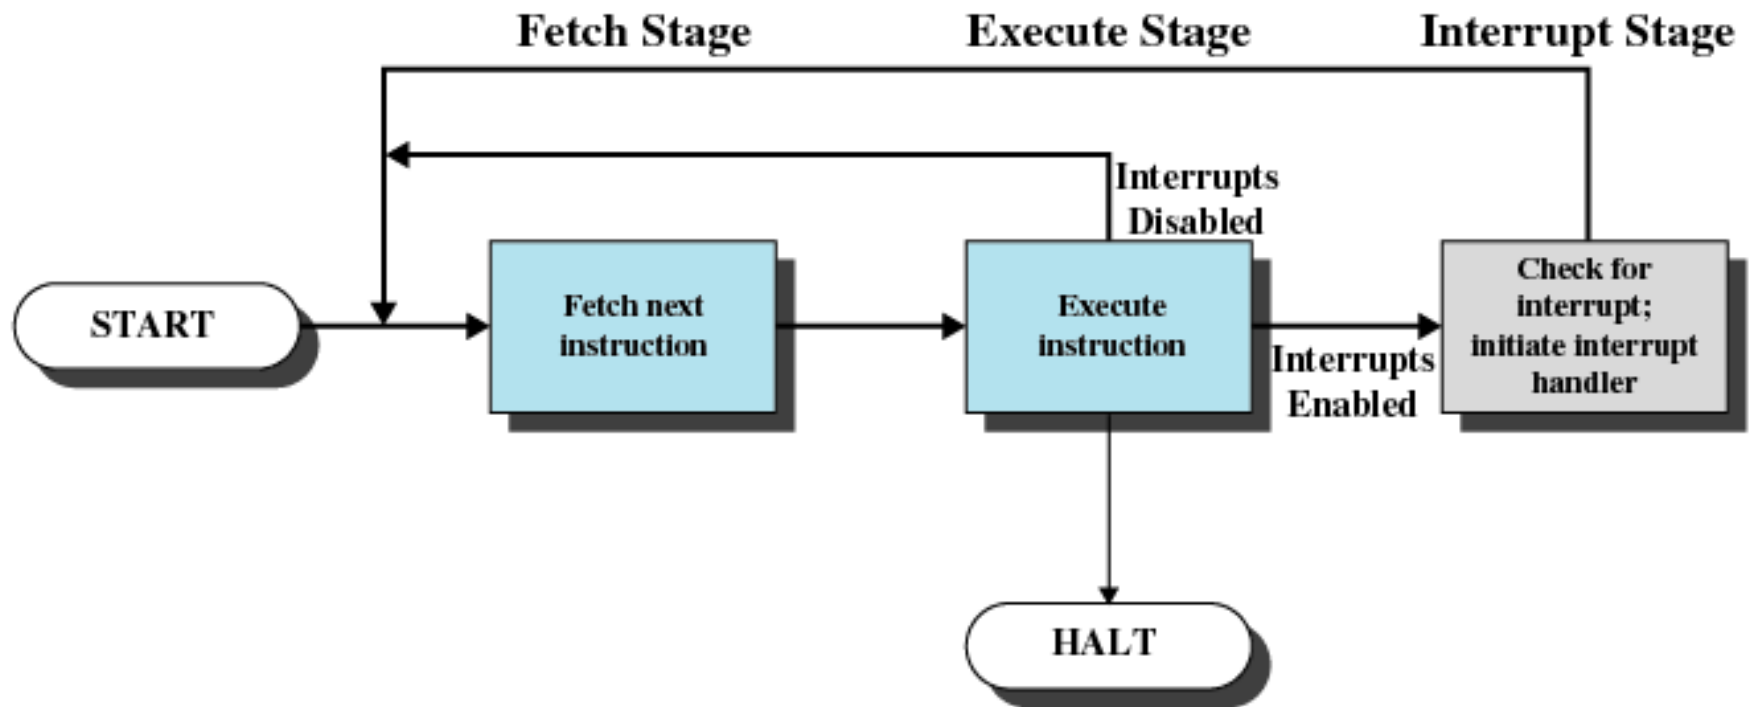 Fetch Stage
Execute Stage
Interrupt Stage
Interrupts
Disabled
START
Fetch next
instruction
Execute
instruction
Interrupts
Enabled
Check for
interrupt;
initiate interrupt
handler
HALT